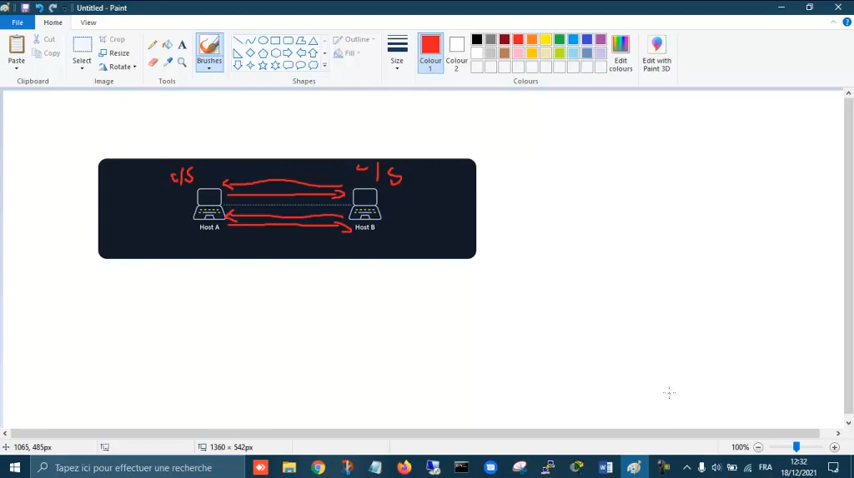 Untitled - Paint
File
Home
View
Paste
Cut
Copy
Clipboard
Select
Crop
Resize
Rotate
Image
Tools
Brushes
Outline
Fill
Shapes
Size
Colour
1
Colour
2
Colours
Edit
colours
Edit with
Paint 3D
c/S
/ S
Host A
Host B
1065, 485px
1360 × 542px
100%
Tapez ici pour effectuer une recherche
FRA
12:32
18/12/2021